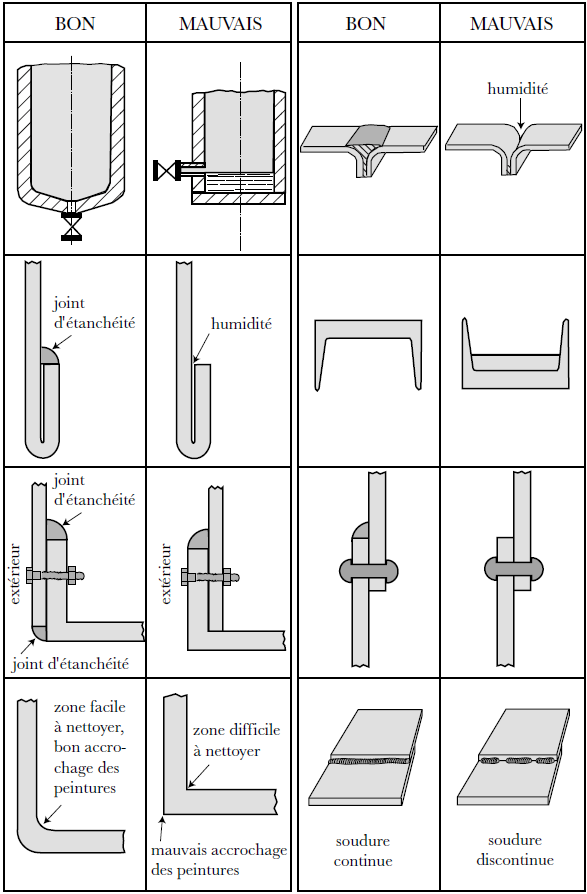 BON
MAUVAIS
BON
MAUVAIS
humidité
joint
d'étanchéité
humidité
joint
d'étanchéité
extérieur
joint d'étanchéité
extérieur
zone facile
à nettoyer,
bon accro-
chage des
peintures
zone difficile
à nettoyer
mauvais accrochage
des peintures
soudure
continue
soudure
discontinue